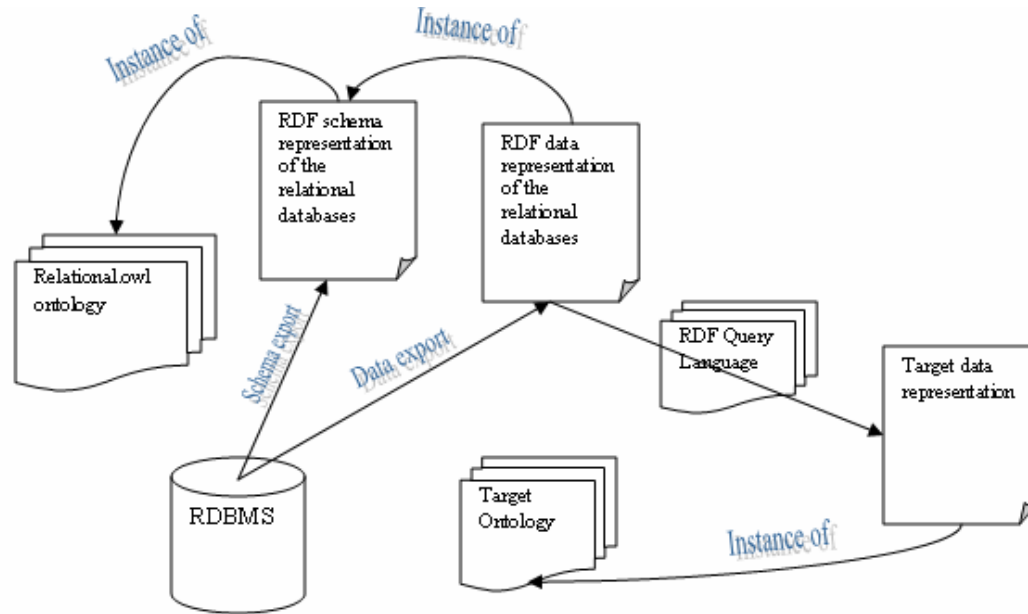 Instance of
Instance of
RDF schema
representation
of the
relational
databases
RDF data
representation
of the
relational
databases
Relational.owl
ontology
Schema export
Data export
RDF Query
Language
Target data
representation
RDBMS
Target
Ontology
Instance of